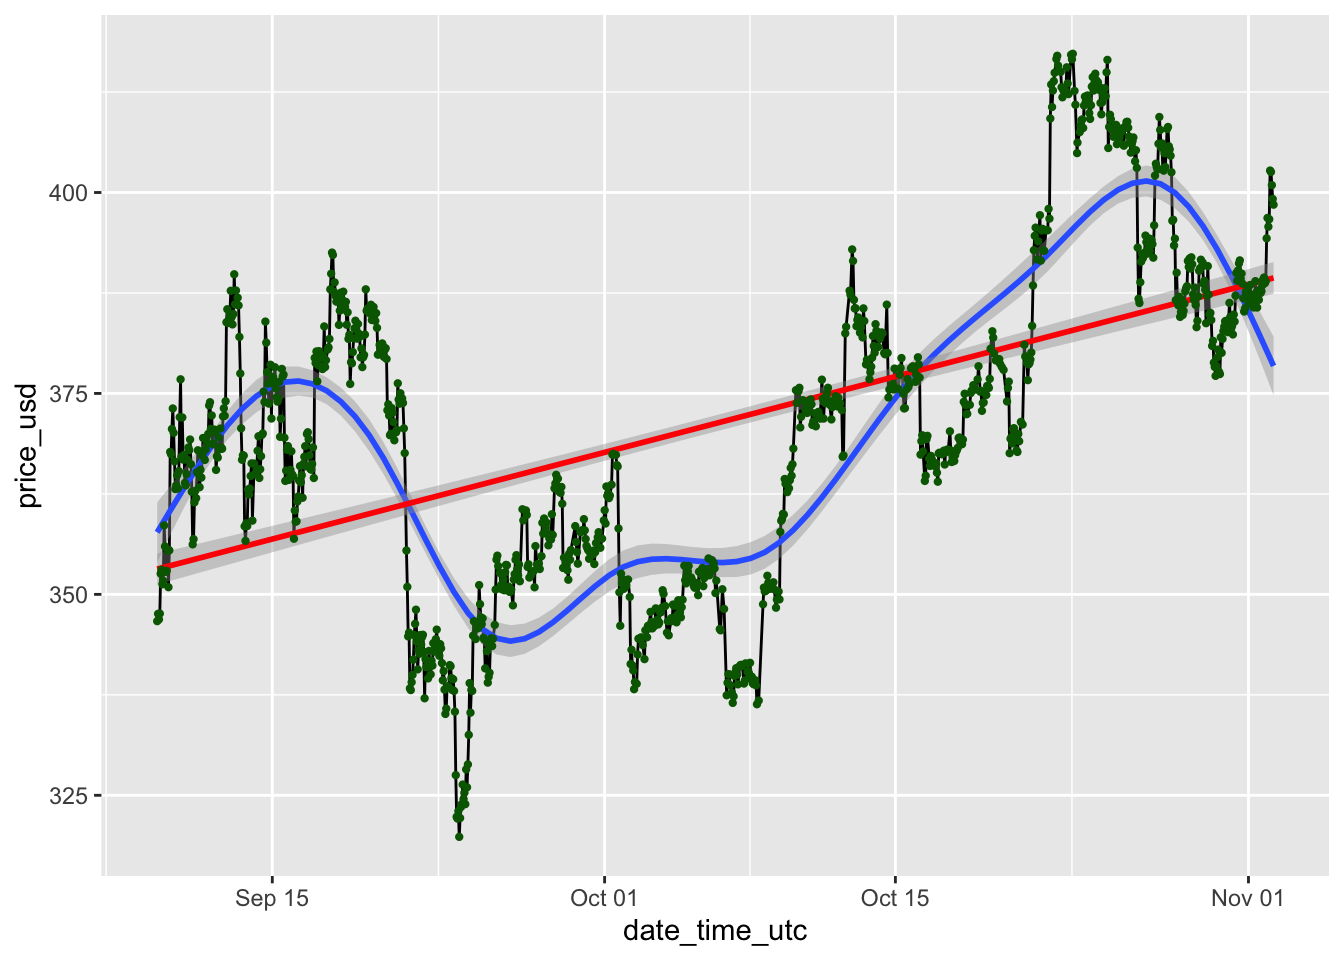 price_usd
400
375
350
325
Sep 15
Oct 01
Oct 15
Nov 01
date_time_utc